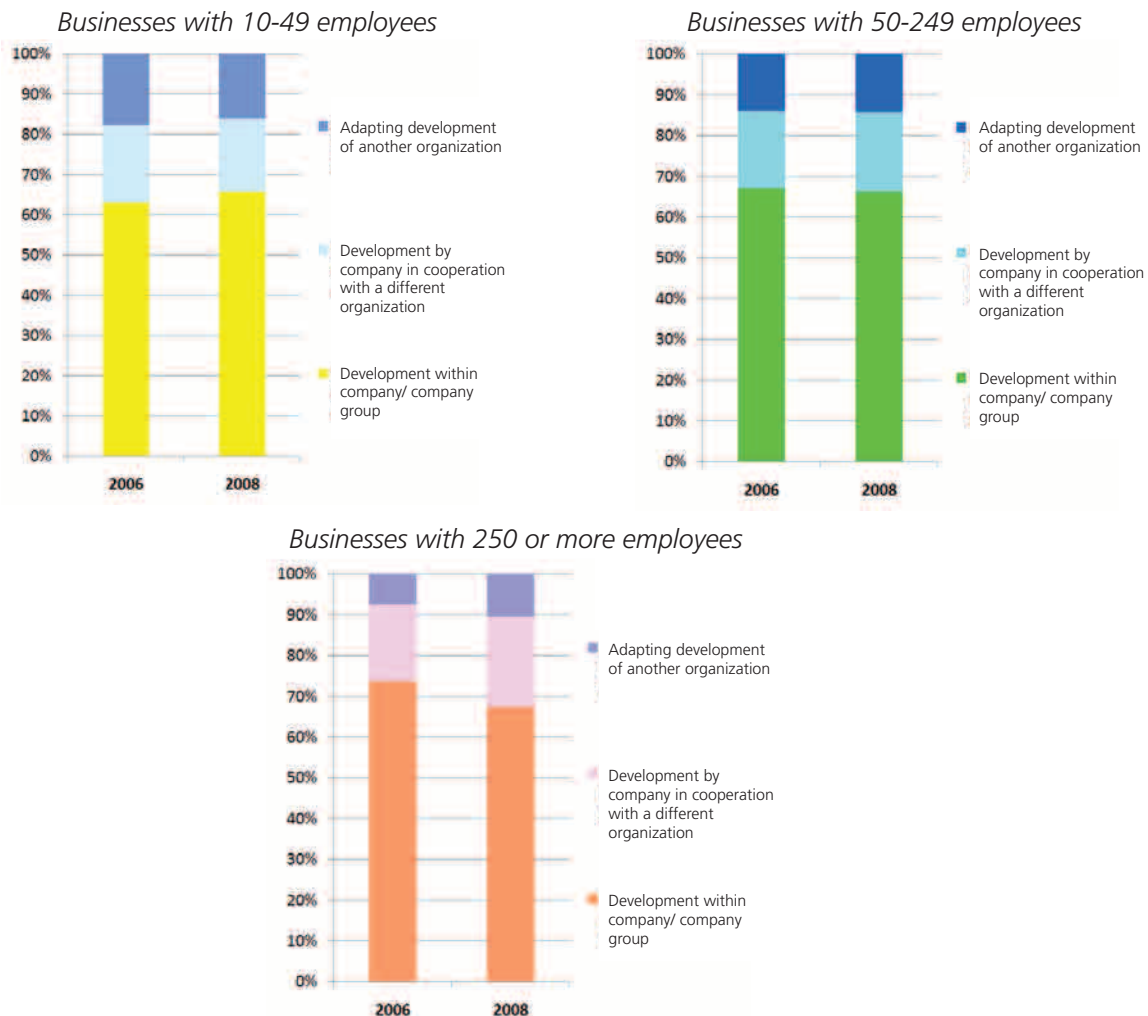 Businesses with 10-49 employees
100%
90%
80%
70%
60%
50%
40%
30%
20%
10%
0%
2006 2008
Adapting development
of another organization
Development by
company in cooperation
with a different
organization
Development within
company/ company
group
Businesses with 50-249 employees
100%
90%
80%
70%
60%
50%
40%
30%
20%
10%
0%
2006 2008
Adapting development
of another organization
Development by
company in cooperation
with a different
organization
Development within
company/ company
group
Businesses with 250 or more employees
100%
90%
80%
70%
60%
50%
40%
30%
20%
10%
0%
2006 2008
Adapting development
of another organization
Development by
company in cooperation
with a different
organization
Development within
company/ company
group